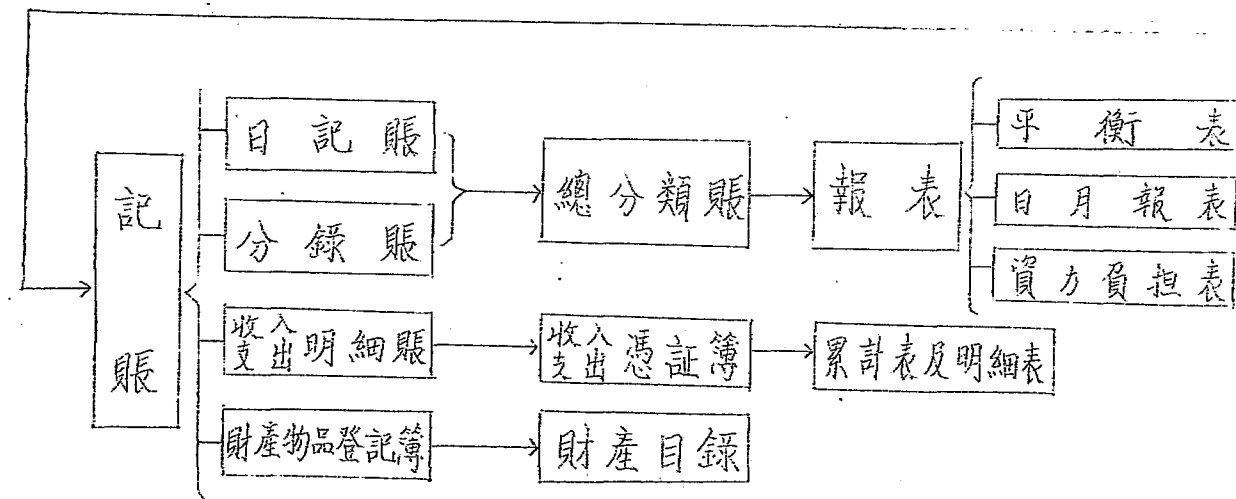 記賬
日記賬
分錄賬
收入支出明細賬
財產物品登記簿
總分類賬
收入支出憑証簿
財產目錄
報表
累計表及明細表
平衡表
日月報表
資力負担表